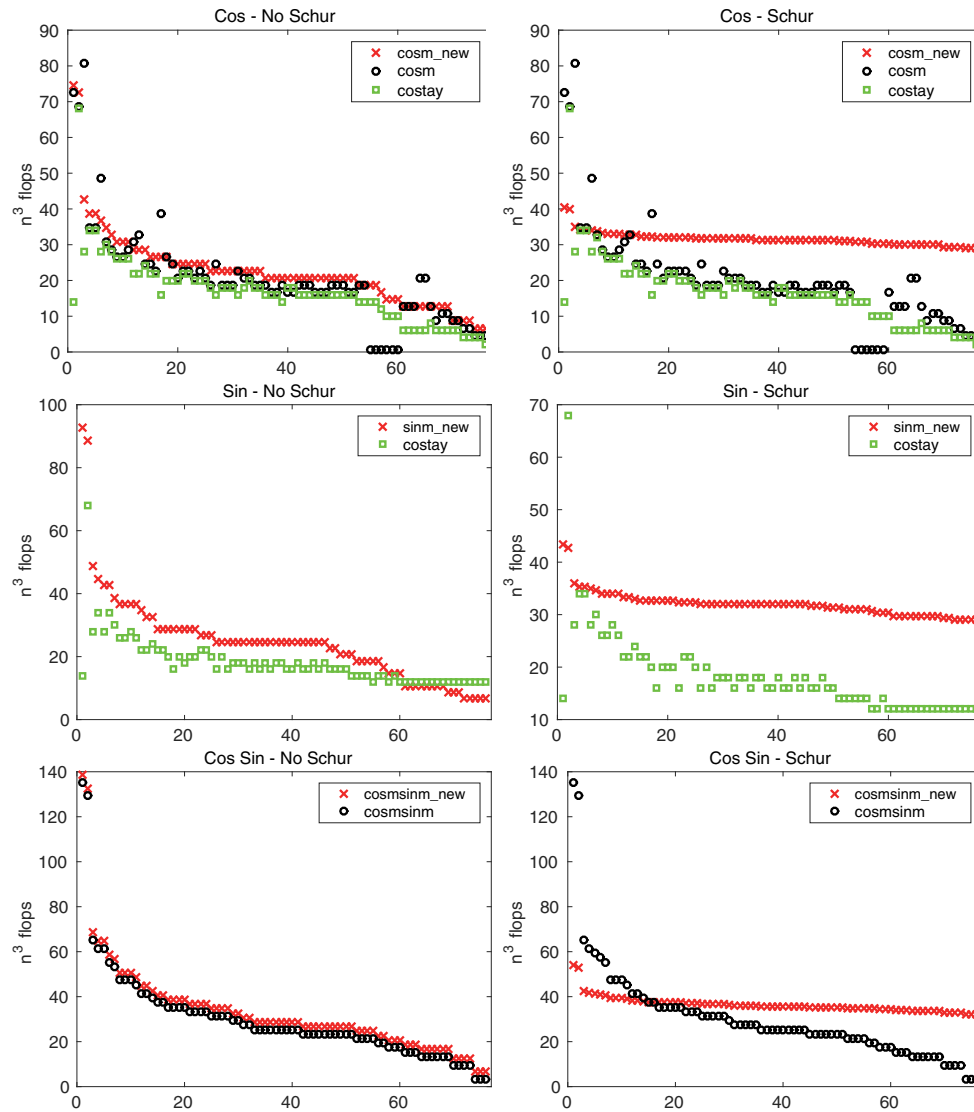 Cos - No Schur
90
80
70
60
50
40
30
20
10
0
n³ flops
cosm_new
cosm
costay
0 20 40 60
Cos - Schur
90
80
70
60
50
40
30
20
10
0
n³ flops
cosm_new
cosm
costay
0 20 40 60
Sin - No Schur
100
80
60
40
20
0
n³ flops
sinm_new
costay
0 20 40 60
Sin - Schur
70
60
50
40
30
20
10
n³ flops
sinm_new
costay
0 20 40 60
Cos Sin - No Schur
140
120
100
80
60
40
20
0
n³ flops
cosmsinm_new
cosmsinm
0 20 40 60
Cos Sin - Schur
140
120
100
80
60
40
20
0
n³ flops
cosmsinm_new
cosmsinm
0 20 40 60